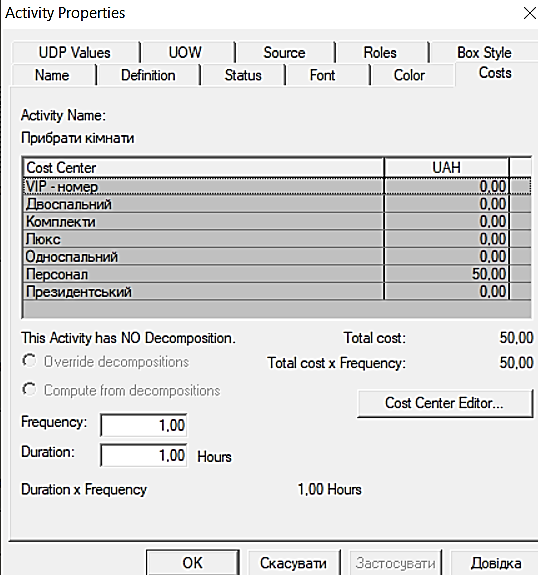 Activity Properties
UDP Values UOW Source Roles Box Style
Name Definition Status Font Color Costs
Activity Name:
Прибрати кімнати
Cost Center UAH
VIP - номер 0,00
Двоспальний 0,00
Комплекти 0,00
Люкс 0,00
Односпальний 0,00
Персонал 50,00
Президентський 0,00
This Activity has NO Decomposition. Total cost: 50,00
Override decompositions Total cost x Frequency: 50,00
Compute from decompositions
Cost Center Editor...
Frequency: 1,00
Duration: 1,00 Hours
Duration x Frequency 1,00 Hours
OK Скасувати Застосувати Довідка